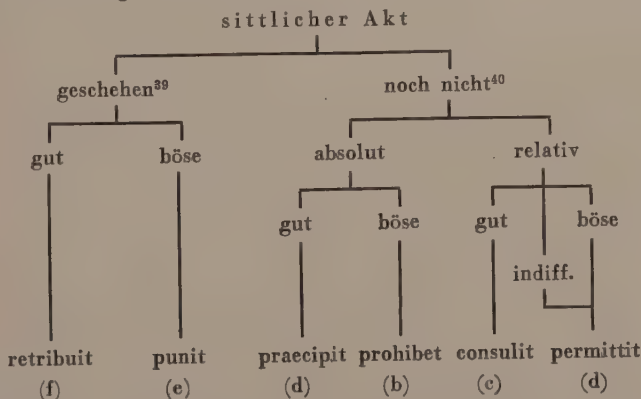 sittlicher Akt
geschehen³⁹ noch nicht⁴⁰
gut böse absolut relativ
gut böse gut böse
indiff.
retribuit punit praecipit prohibet consulit permittit
(f) (e) (d) (b) (c) (d)